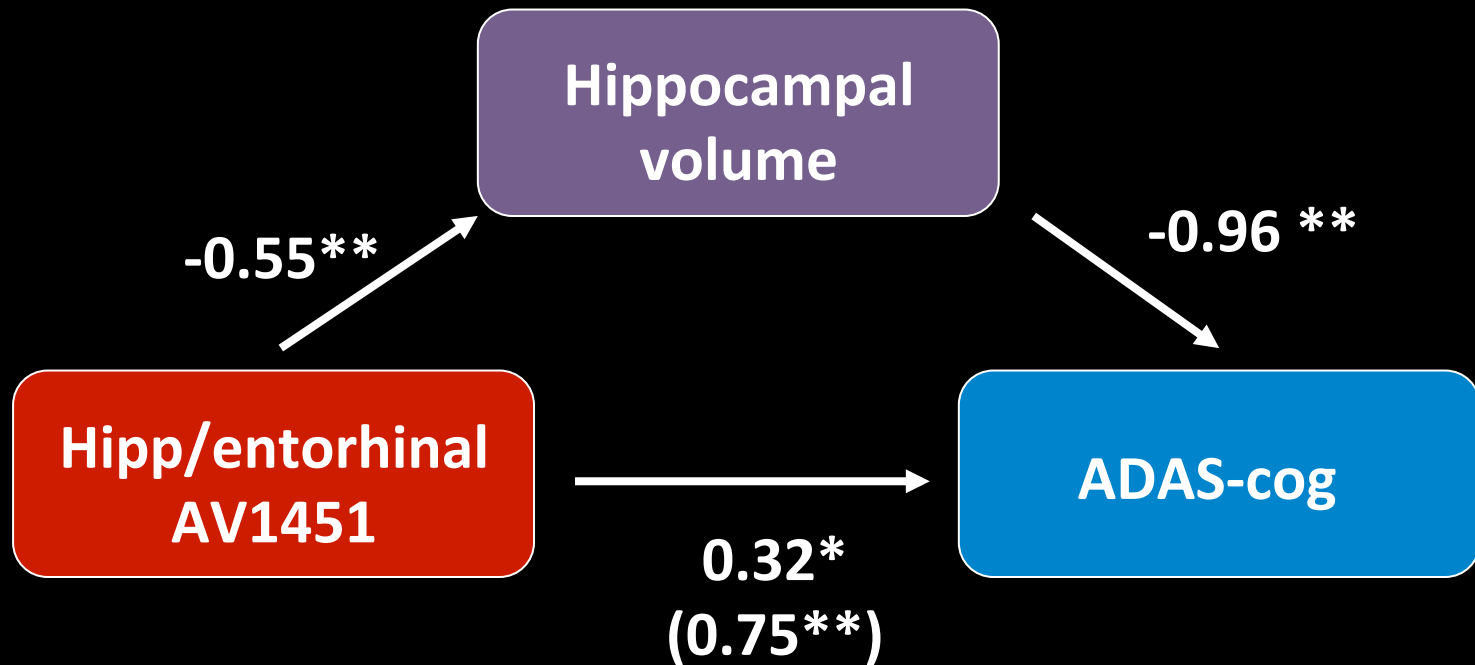 Hippocampal
volume
-0.55**
-0.96 **
Hipp/entorhinal
AV1451
ADAS-cog
0.32*
(0.75**)